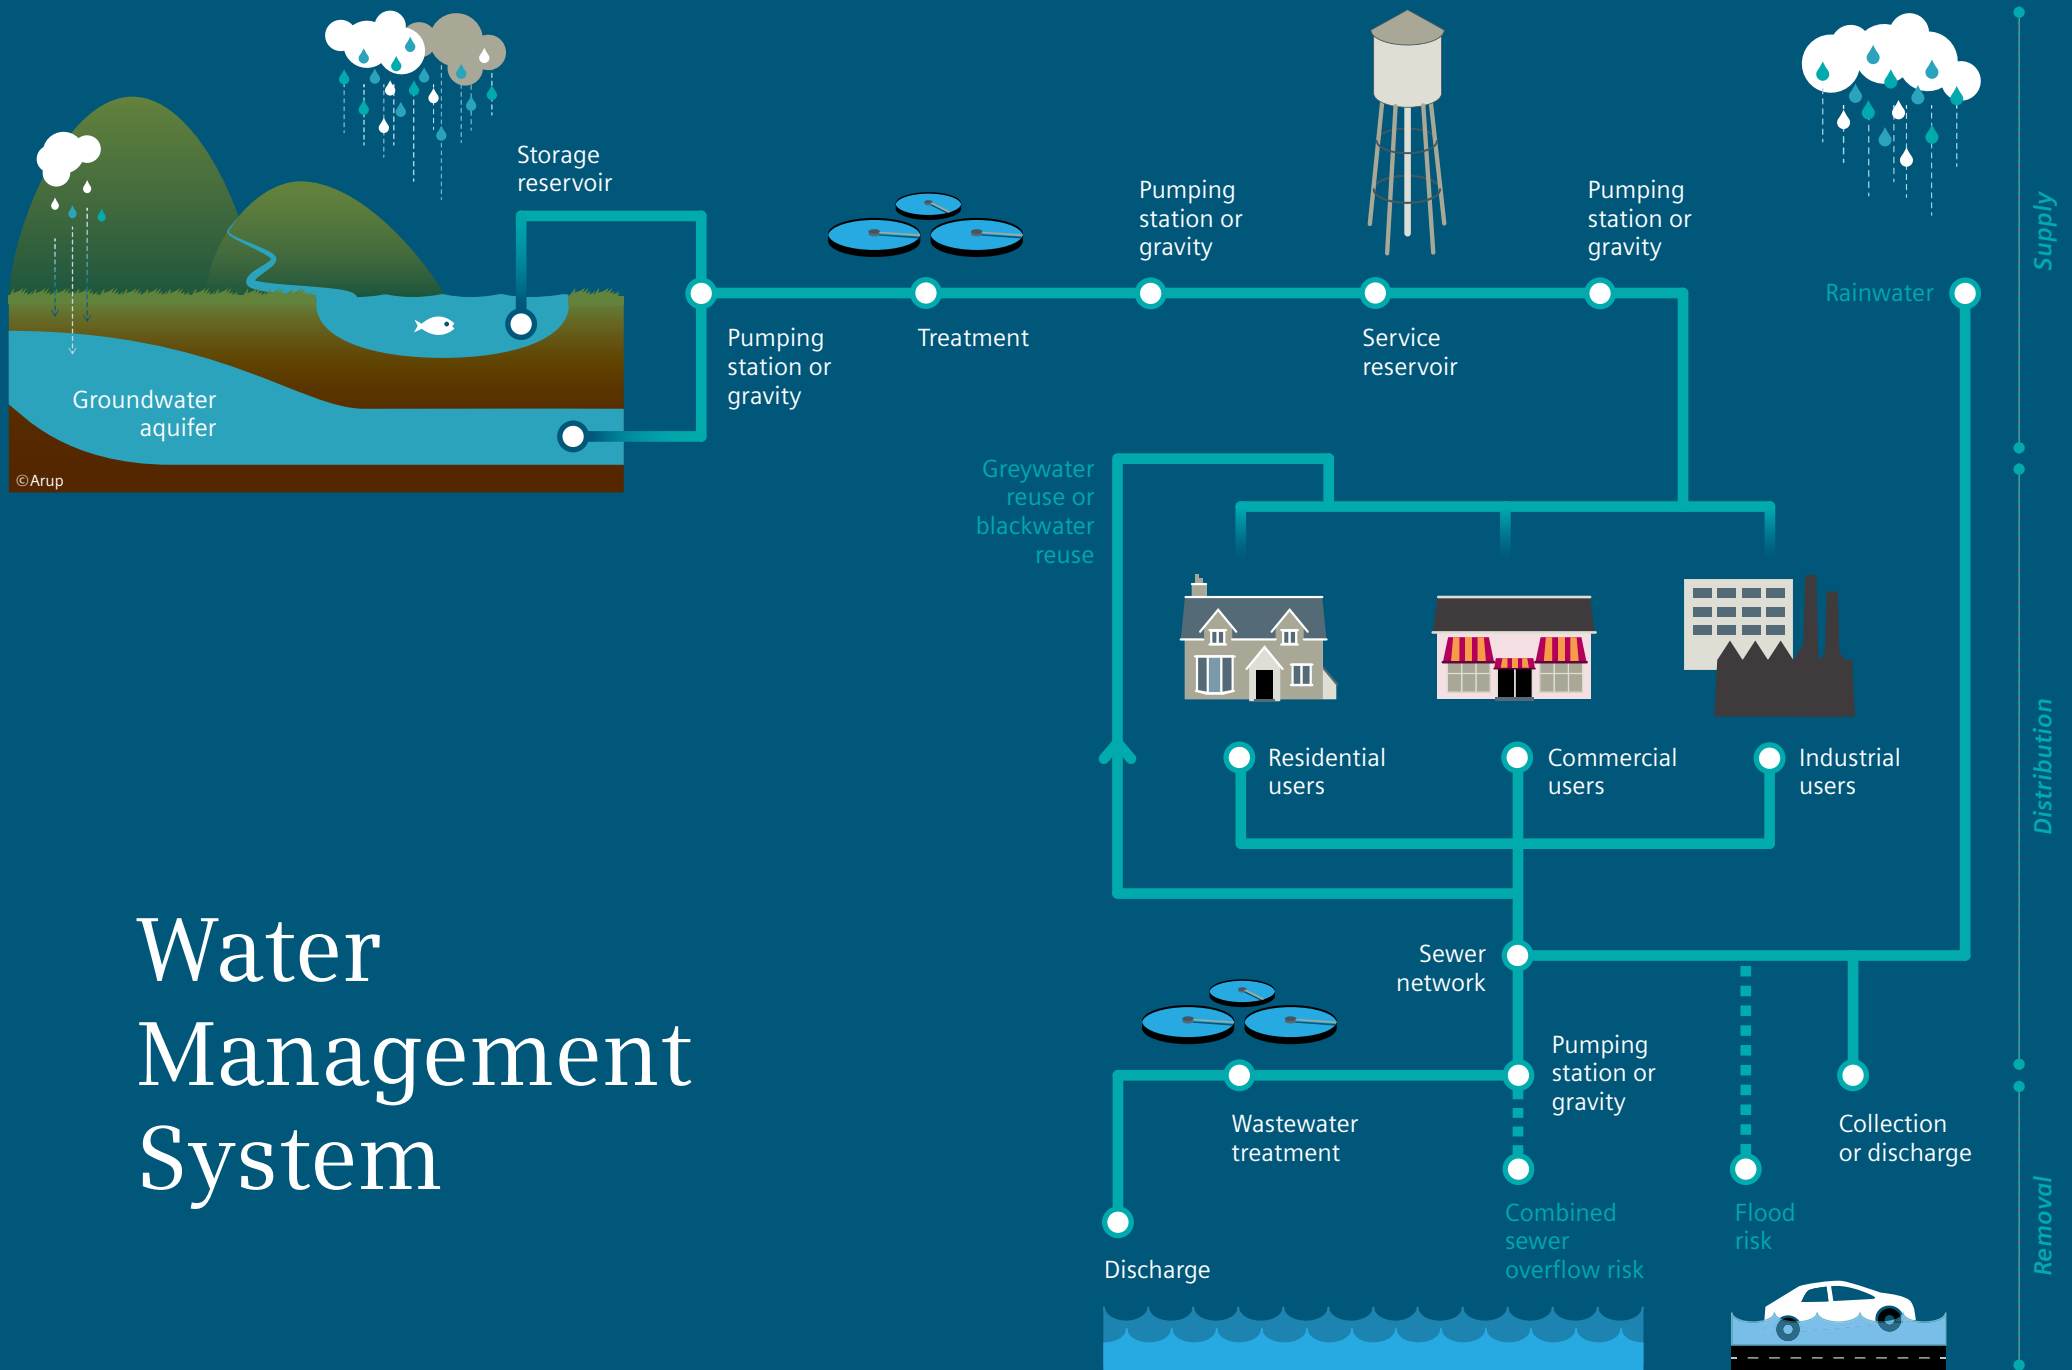 Storage
reservoir
Groundwater
aquifer
©Arup
Pumping
station or
gravity
Treatment
Pumping
station or
gravity
Service
reservoir
Pumping
station or
gravity
Rainwater
Supply
Greywater
reuse or
blackwater
reuse
Residential
users
Commercial
users
Industrial
users
Distribution
Water
Management
System
Sewer
network
Pumping
station or
gravity
Wastewater
treatment
Collection
or discharge
Discharge
Combined
sewer
overflow risk
Flood
risk
Removal